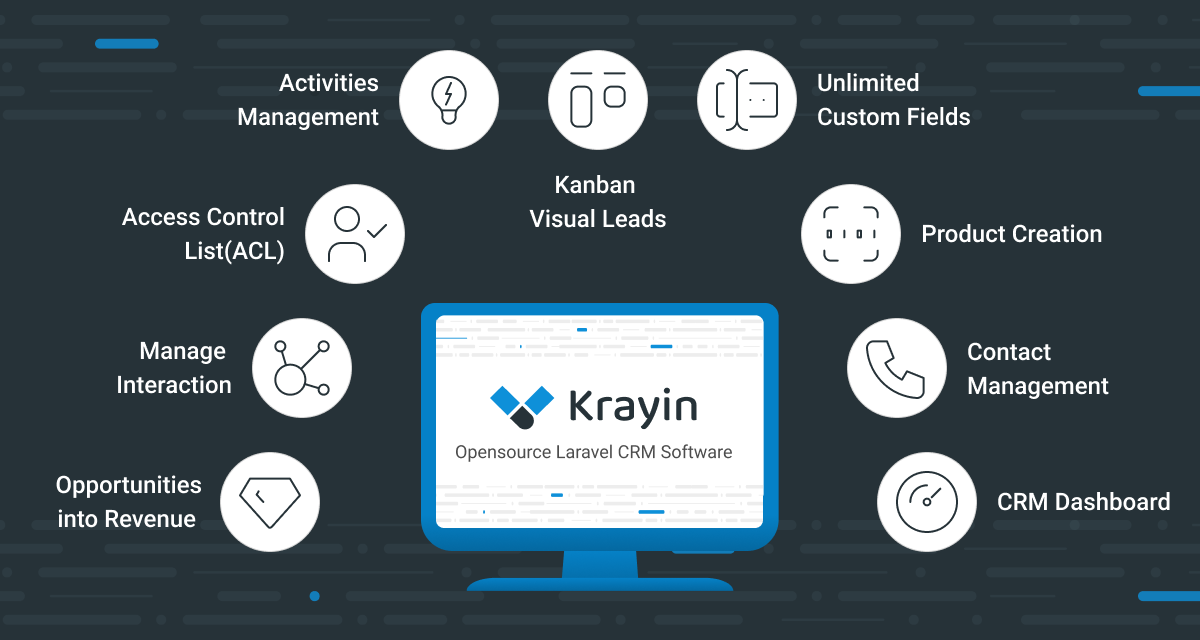 Activities
Management
Unlimited
Custom Fields
Kanban
Visual Leads
Access Control
List(ACL)
Product Creation
Manage
Interaction
Contact
Management
Krayin
Opensource Laravel CRM Software
Opportunities
into Revenue
CRM Dashboard